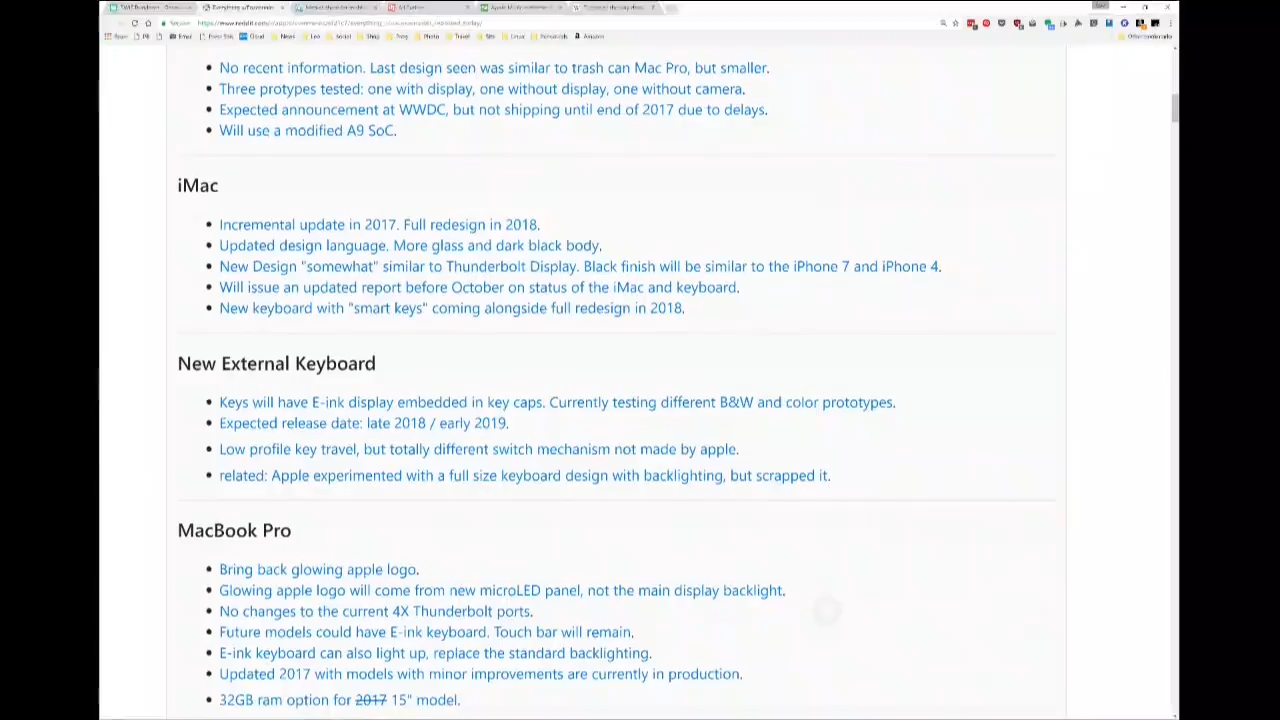 Secure
Gmail
News
Leo
Social
Shop
Photo
Travel
Amazon
Other bookmarks
No recent information. Last design seen was similar to trash can Mac Pro, but smaller.
Three protypes tested: one with display, one without display, one without camera.
Expected announcement at WWDC, but not shipping until end of 2017 due to delays.
Will use a modified A9 SoC.
iMac
Incremental update in 2017. Full redesign in 2018.
Updated design language. More glass and dark black body.
New Design "somewhat" similar to Thunderbolt Display. Black finish will be similar to the iPhone 7 and iPhone 4.
Will issue an updated report before October on status of the iMac and keyboard.
New keyboard with "smart keys" coming alongside full redesign in 2018.
New External Keyboard
Keys will have E-ink display embedded in key caps. Currently testing different B&W and color prototypes.
Expected release date: late 2018 / early 2019.
Low profile key travel, but totally different switch mechanism not made by apple.
related: Apple experimented with a full size keyboard design with backlighting, but scrapped it.
MacBook Pro
Bring back glowing apple logo.
Glowing apple logo will come from new microLED panel, not the main display backlight.
No changes to the current 4X Thunderbolt ports.
Future models could have E-ink keyboard. Touch bar will remain.
E-ink keyboard can also light up, replace the standard backlighting.
Updated 2017 with models with minor improvements are currently in production.
32GB ram option for 2017 15" model.